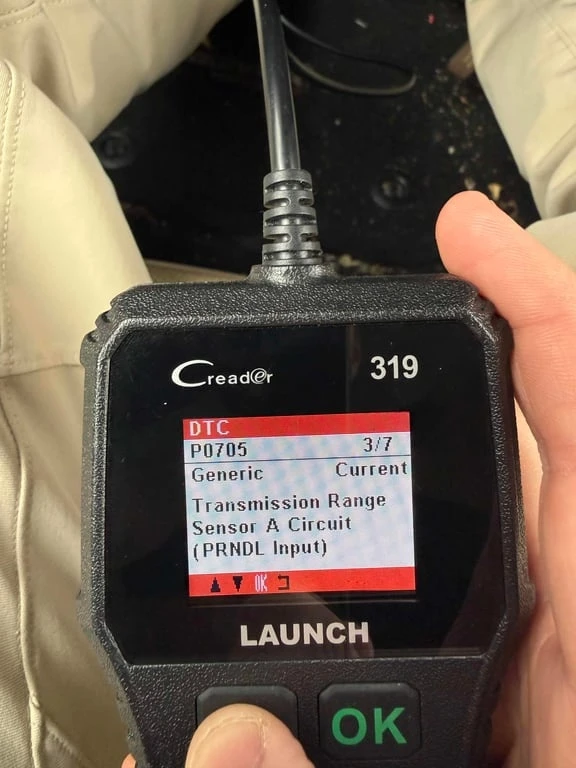 Creader 319
DTC
P0705 3/7
Generic Current
Transmission Range
Sensor A Circuit
(PRNDL Input)
OK
LAUNCH
OK